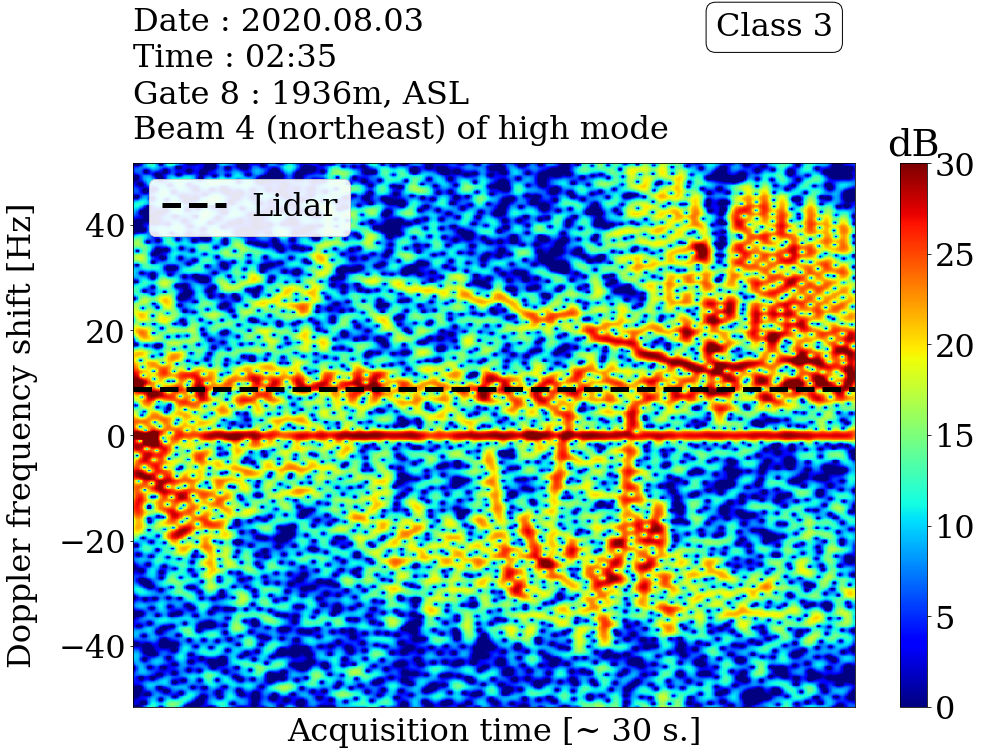 Date : 2020.08.03
Time : 02:35
Gate 8 : 1936m, ASL
Beam 4 (northeast) of high mode
Class 3
dB
Lidar
Doppler frequency shift [Hz]
40
20
0
−20
−40
Acquisition time [~ 30 s.]
30
25
20
15
10
5
0